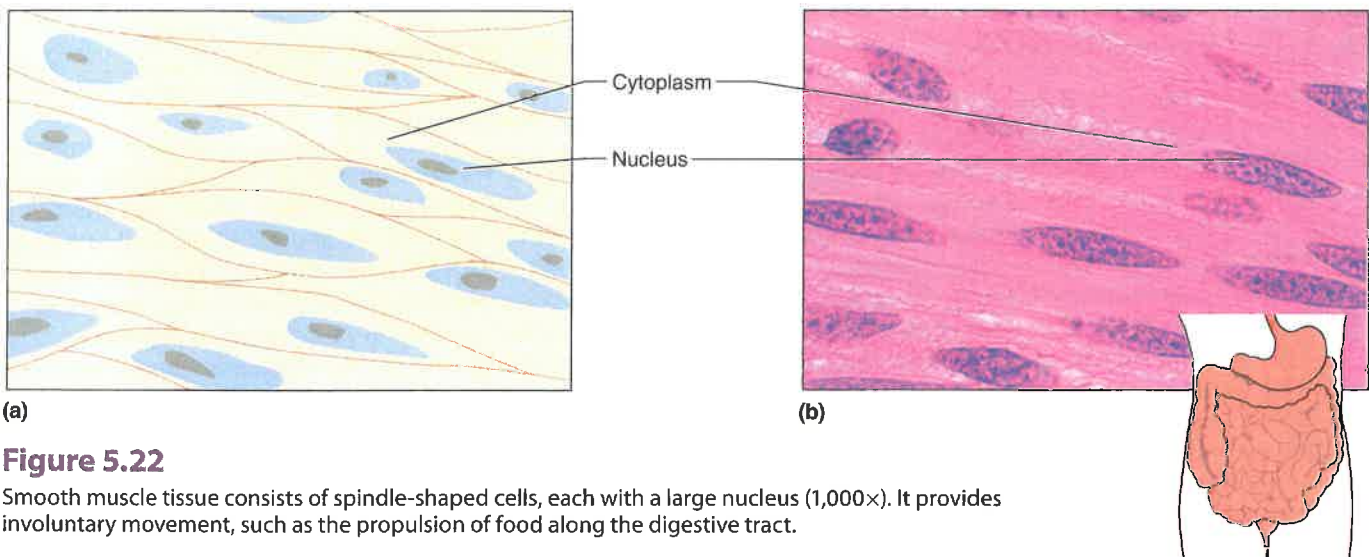 Cytoplasm
Nucleus
(a)
(b)
Figure 5.22
Smooth muscle tissue consists of spindle-shaped cells, each with a large nucleus (1,000×). It provides
involuntary movement, such as the propulsion of food along the digestive tract.